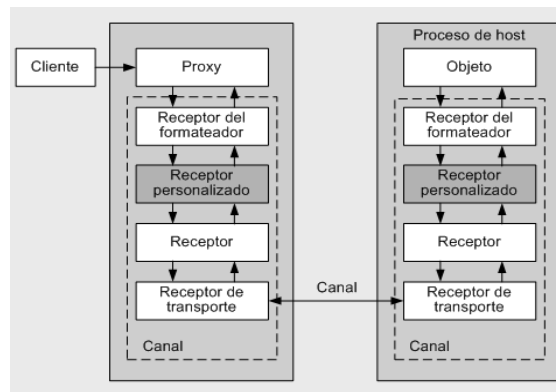 Proceso de host
Cliente
Proxy
Objeto
Receptor del
formateador
Receptor del
formateador
Receptor
personalizado
Receptor
personalizado
Receptor
Receptor
Canal
Receptor de
transporte
Receptor de
transporte
Canal
Canal